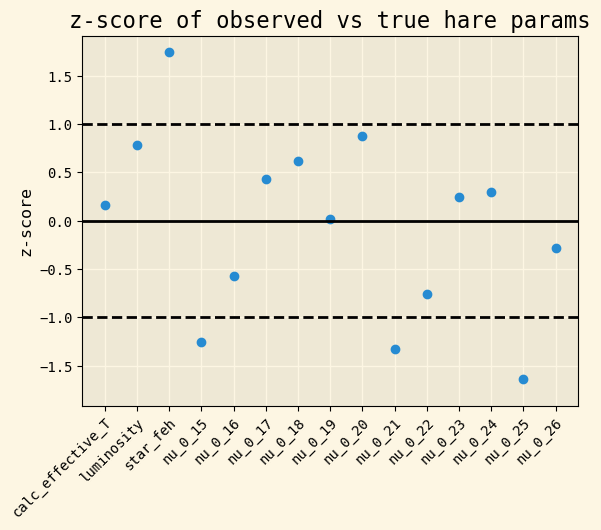 z-score of observed vs true hare params
z-score
1.5
1.0
0.5
0.0
−0.5
−1.0
−1.5
calc_effective_T
luminosity
star_feh
nu_0_15
nu_0_16
nu_0_17
nu_0_18
nu_0_19
nu_0_20
nu_0_21
nu_0_22
nu_0_23
nu_0_24
nu_0_25
nu_0_26